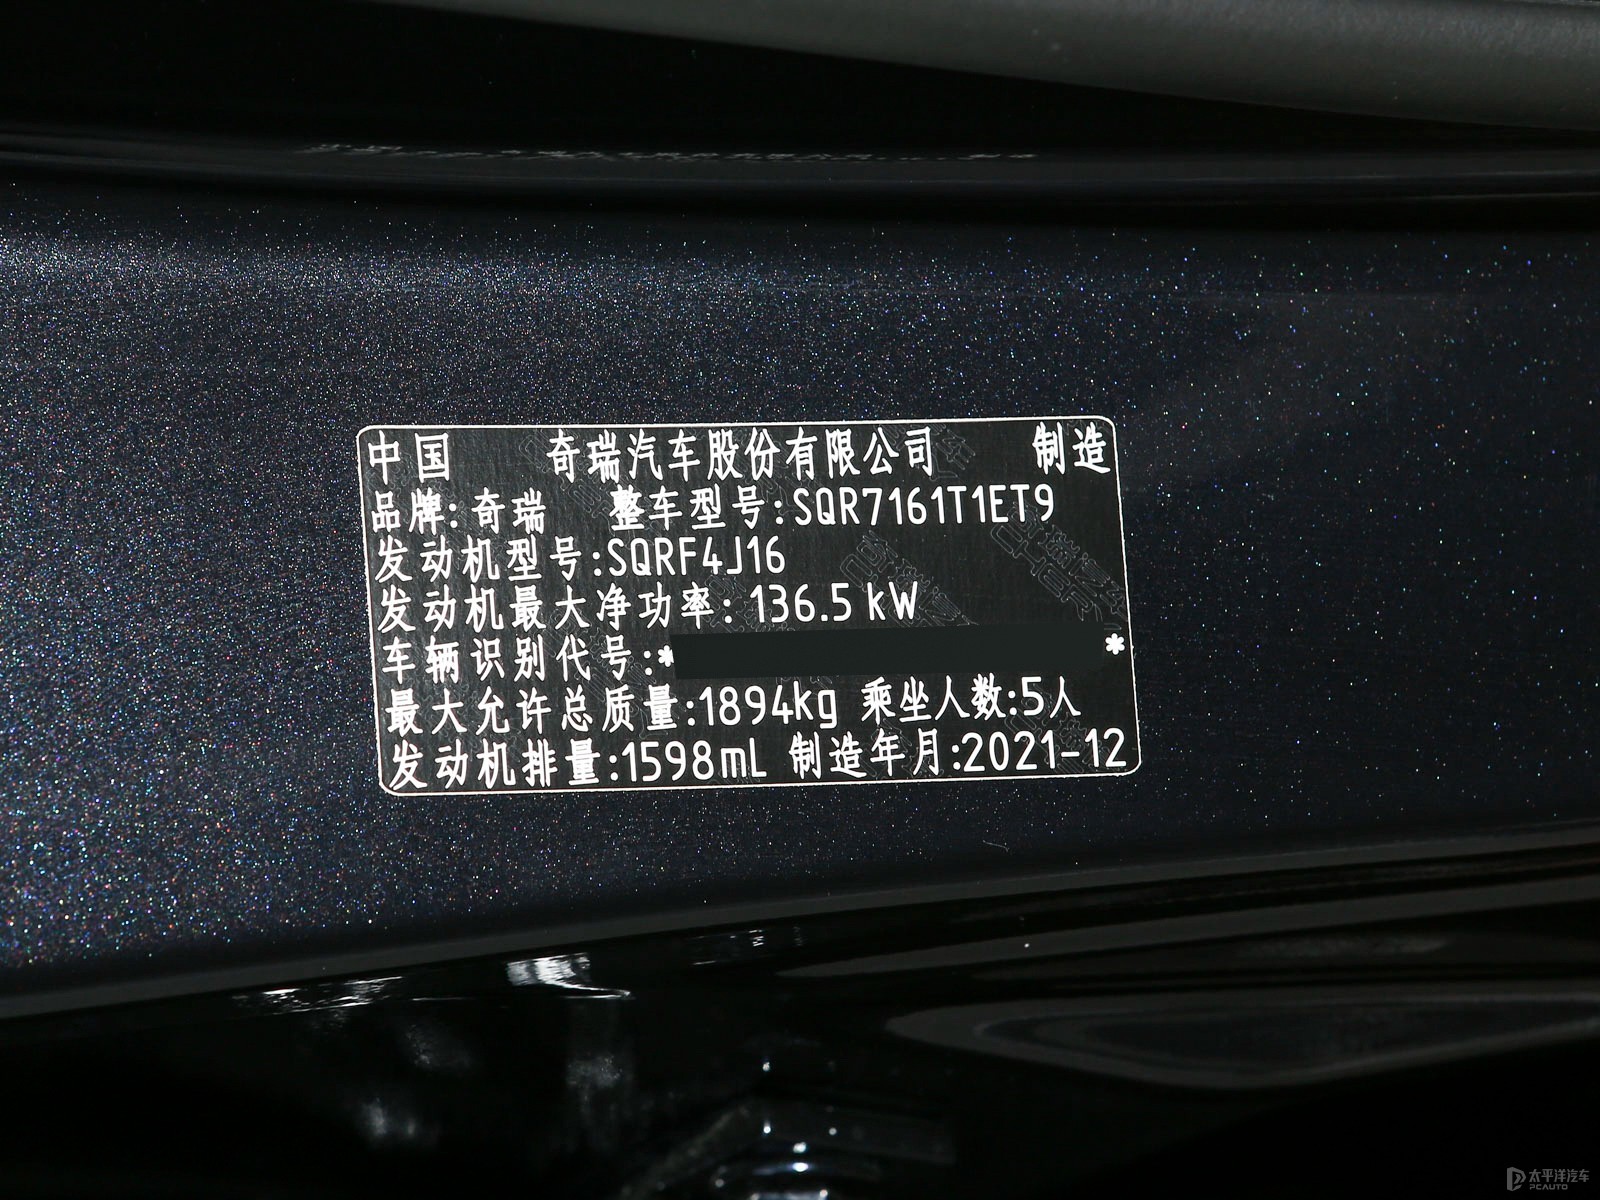 中国 奇瑞汽车股份有限公司 制造
品牌: 奇瑞 整车型号:SQR7161T1ET9
发动机型号:SQRF4J16
发动机最大净功率: 136.5 kW
车辆识别代号:* *
最大允许总质量:1894kg 乘坐人数:5人
发动机排量:1598mL 制造年月:2021-12
太平洋汽车
PCAUTO